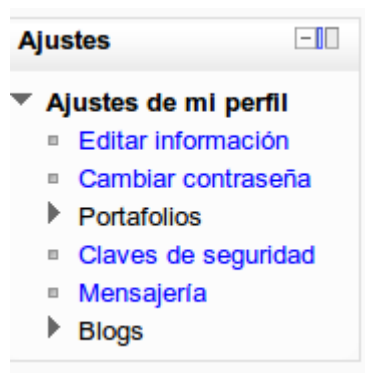 Ajustes
Ajustes de mi perfil
Editar información
Cambiar contraseña
Portafolios
Claves de seguridad
Mensajería
Blogs